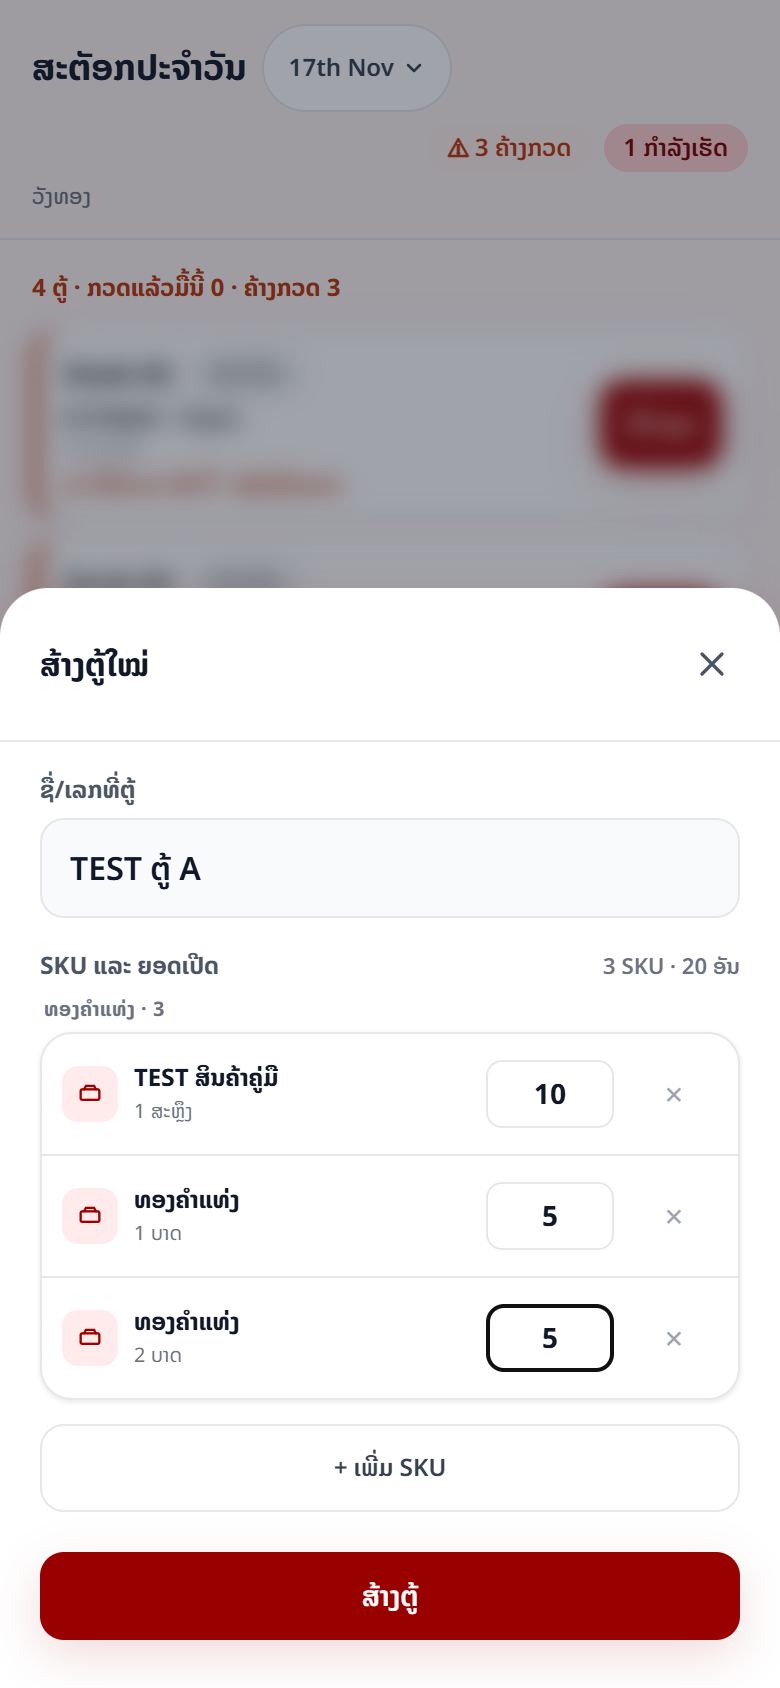 ສະຕັອກປະຈຳວັນ 17th Nov
⚠ 3 ຄ້າງກວດ 1 ກຳລັງເຮັດ
ວັງທອງ
4 ຕູ້ · ກວດແລ້ວມື້ນີ້ 0 · ຄ້າງກວດ 3
ສ້າງຕູ້ໃໝ່
ຊື່/ເລກທີ່ຕູ້
TEST ຕູ້ A
SKU ແລະ ຍອດເປີດ 3 SKU · 20 ອັນ
ທອງຄຳແທ່ງ · 3
TEST ສິນຄ້າຄູ່ມື 10
1 ສະຫຼຶງ
ທອງຄຳແທ່ງ 5
1 ບາດ
ທອງຄຳແທ່ງ 5
2 ບາດ
+ ເພີ່ມ SKU
ສ້າງຕູ້